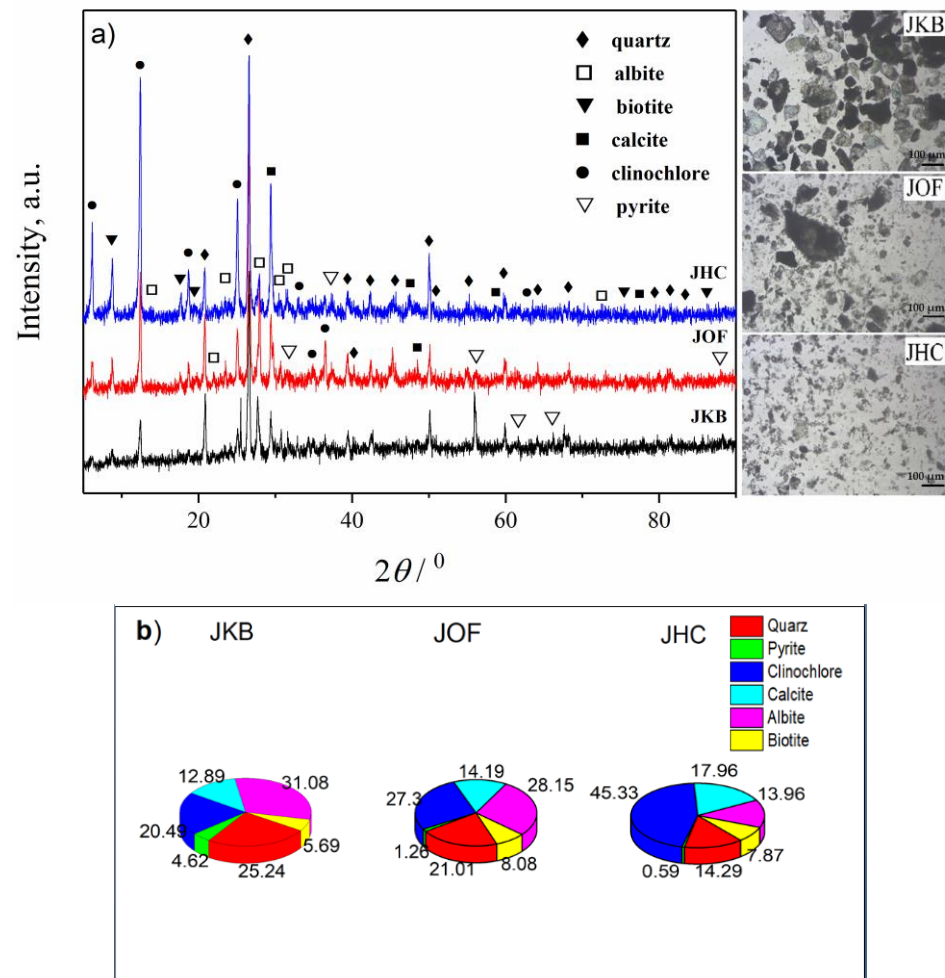 a)
quartz
albite
biotite
calcite
clinochlore
pyrite
JHC
JOF
JKB
Intensity, a.u.
20
40
60
80
2θ / 0
JKB
100 μm
JOF
100 μm
JHC
100 μm
b)
JKB
JOF
JHC
Quarz
Pyrite
Clinochlore
Calcite
Albite
Biotite
12.89
31.08
20.49
4.62
25.24
5.69
14.19
28.15
27.3
1.26
21.01
8.08
17.96
45.33
13.96
0.59
14.29
7.87